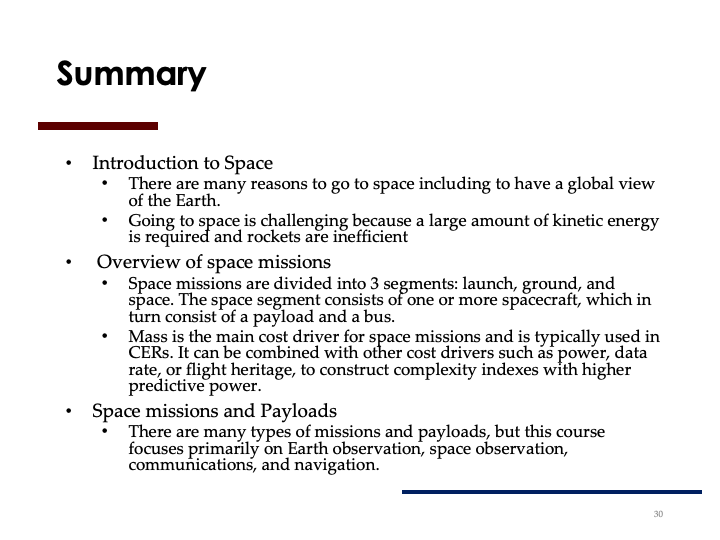 Summary
• Introduction to Space
• There are many reasons to go to space including to have a global view
of the Earth.
• Going to space is challenging because a large amount of kinetic energy
is required and rockets are inefficient
• Overview of space missions
• Space missions are divided into 3 segments: launch, ground, and
space. The space segment consists of one or more spacecraft, which in
turn consist of a payload and a bus.
• Mass is the main cost driver for space missions and is typically used in
CERs. It can be combined with other cost drivers such as power, data
rate, or flight heritage, to construct complexity indexes with higher
predictive power.
• Space missions and Payloads
• There are many types of missions and payloads, but this course
focuses primarily on Earth observation, space observation,
communications, and navigation.
30